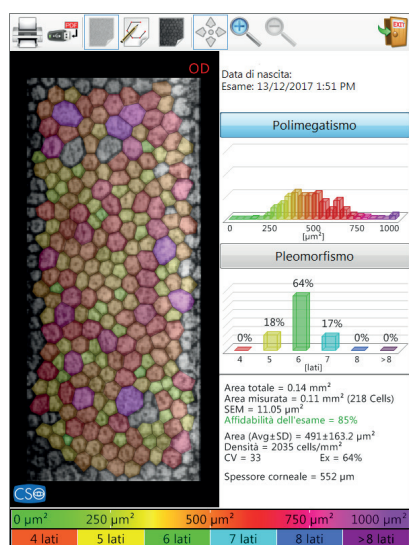 PDF
EXIT
OD
Data di nascita:
Esame: 13/12/2017 1:51 PM
Polimegatismo
0 250 500 750 1000
[µm²]
Pleomorfismo
64%
18% 17%
0% 0% 0%
4 5 6 7 8 >8
[lati]
Area totale = 0.14 mm²
Area misurata = 0.11 mm² (218 Cells)
SEM = 11.05 µm²
Affidabilità dell'esame = 85%
Area (Avg±SD) = 491±163.2 µm²
Densità = 2035 cells/mm²
CV = 33 Ex = 64%
Spessore corneale = 552 µm
CS@
0 µm² 250 µm² 500 µm² 750 µm² 1000 µm²
4 lati 5 lati 6 lati 7 lati 8 lati >8 lati